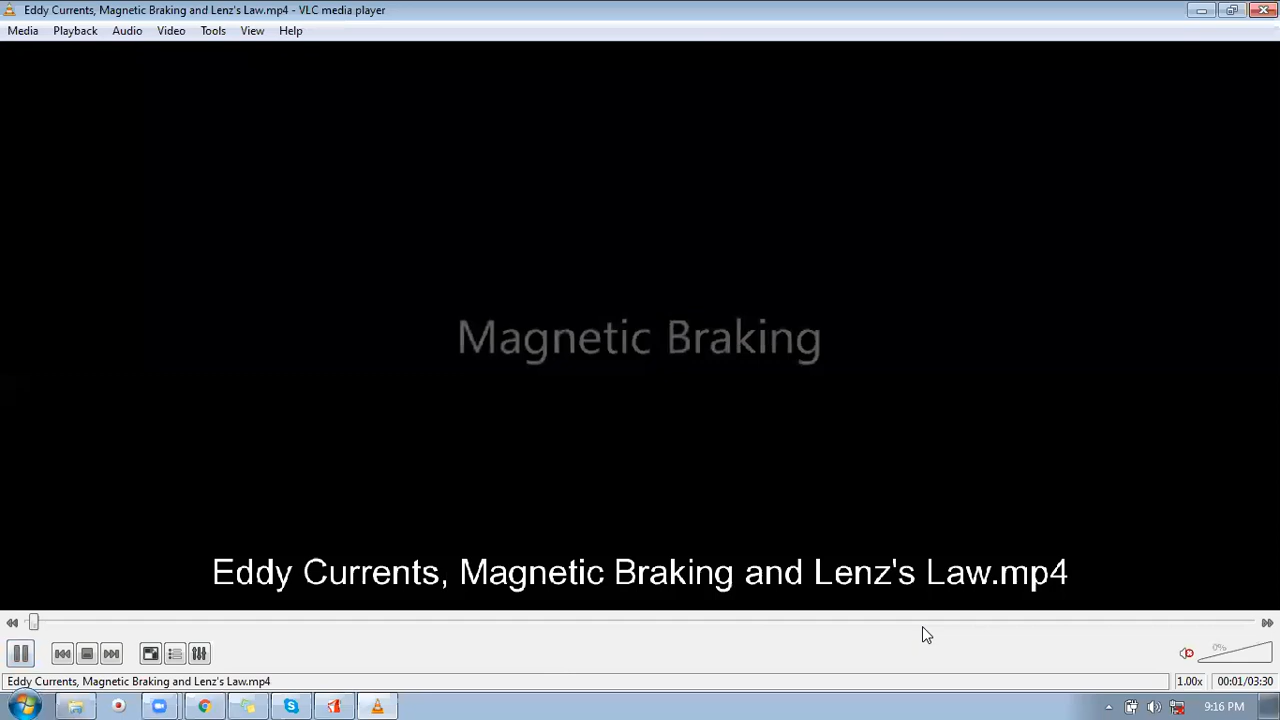 Eddy Currents, Magnetic Braking and Lenz's Law.mp4 - VLC media player
Media Playback Audio Video Tools View Help
Magnetic Braking
Eddy Currents, Magnetic Braking and Lenz's Law.mp4
0%
Eddy Currents, Magnetic Braking and Lenz's Law.mp4 1.00x 00:01/03:30
9:16 PM